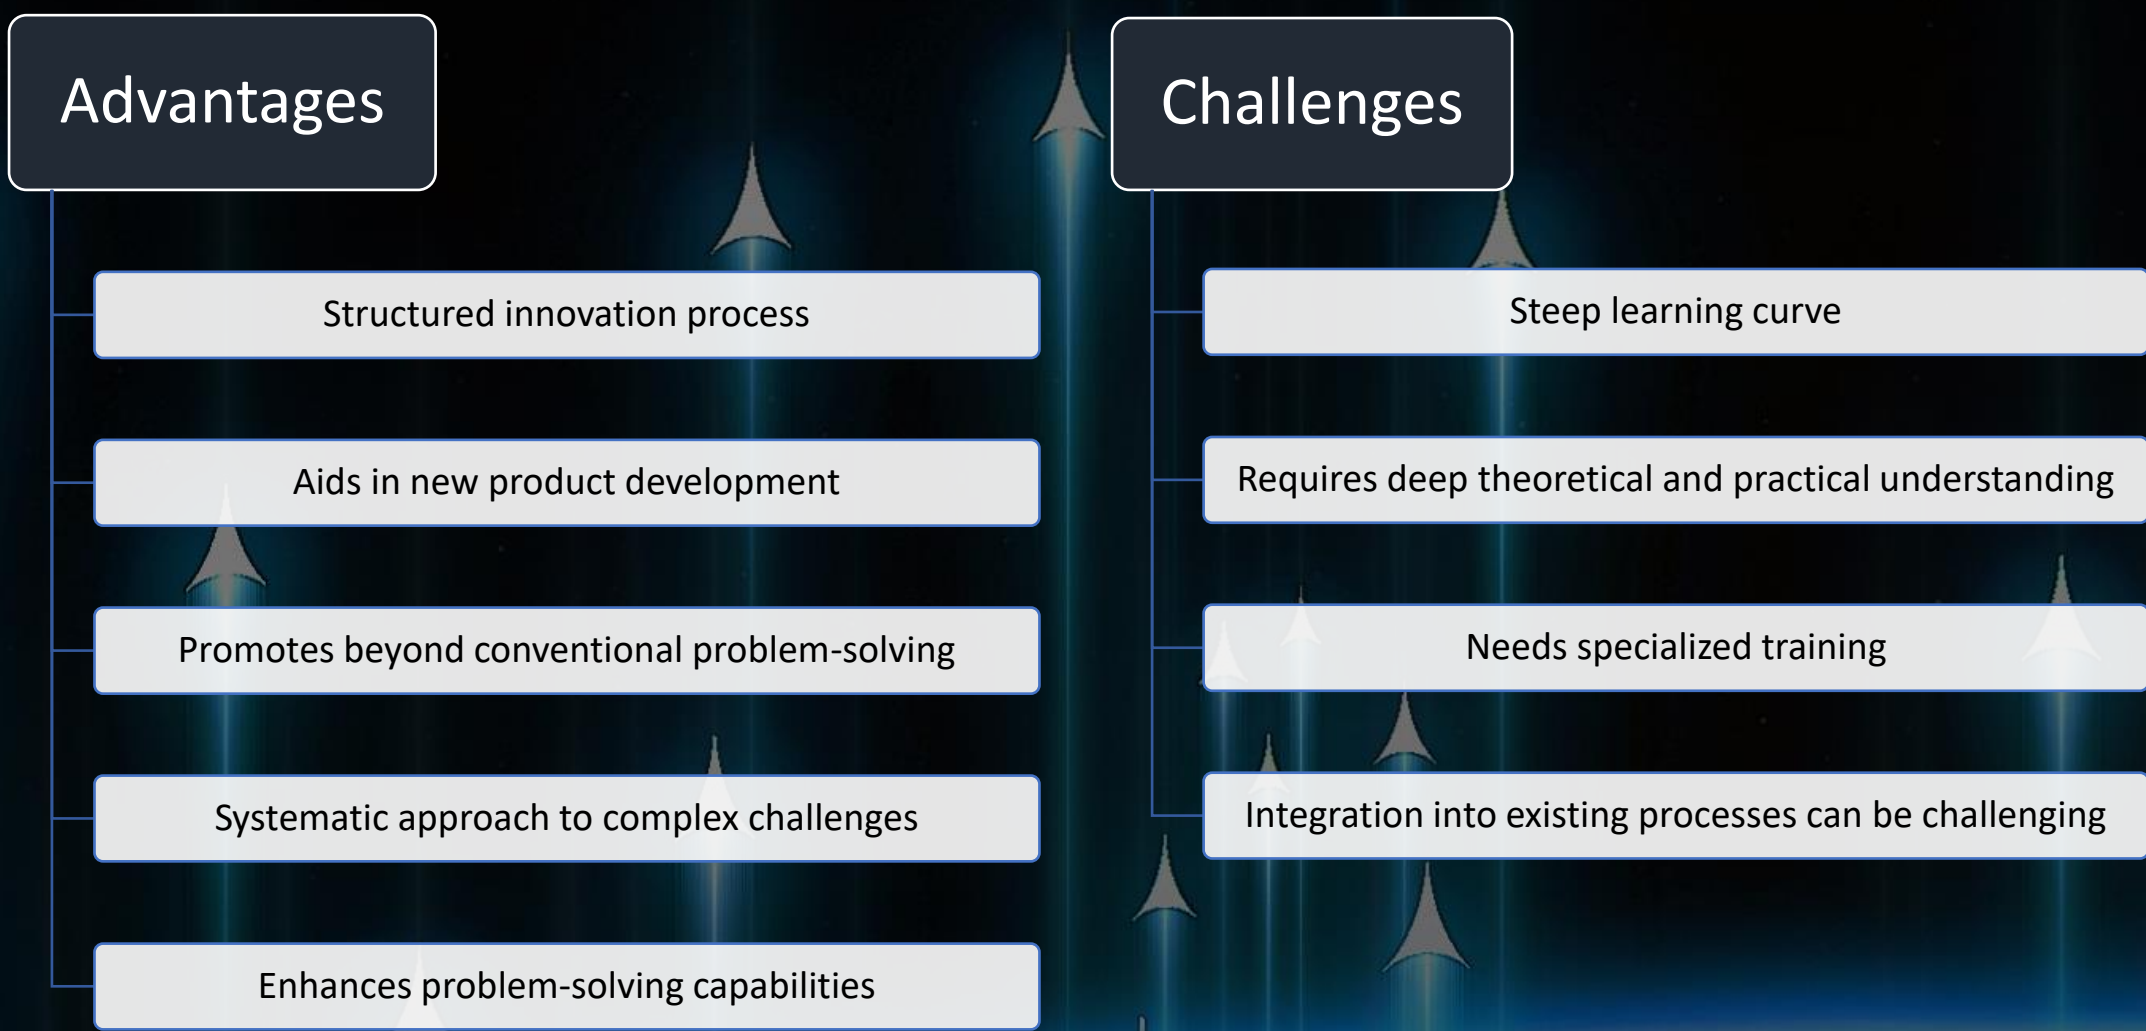 Advantages
Structured innovation process
Aids in new product development
Promotes beyond conventional problem-solving
Systematic approach to complex challenges
Enhances problem-solving capabilities
Challenges
Steep learning curve
Requires deep theoretical and practical understanding
Needs specialized training
Integration into existing processes can be challenging